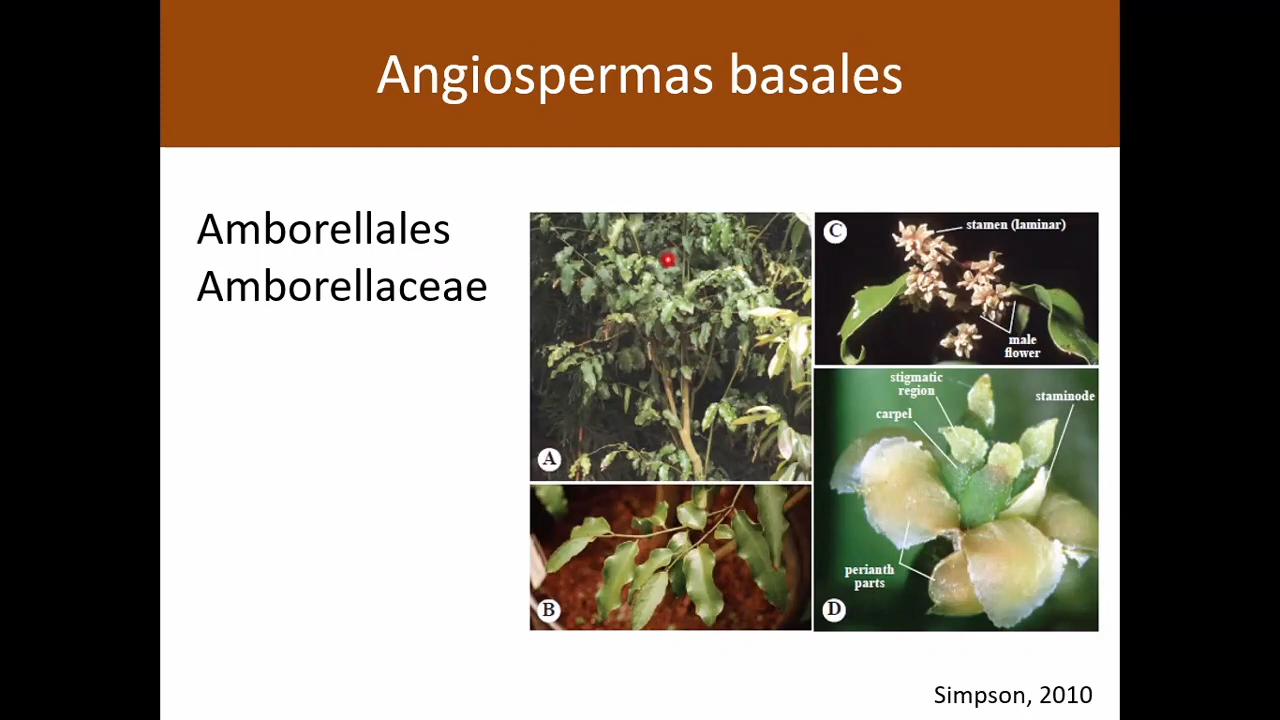 Angiospermas basales
Amborellales
Amborellaceae
A
B
C
stamen (laminar)
male
flower
stigmatic
region
carpel
staminode
perianth
parts
D
Simpson, 2010